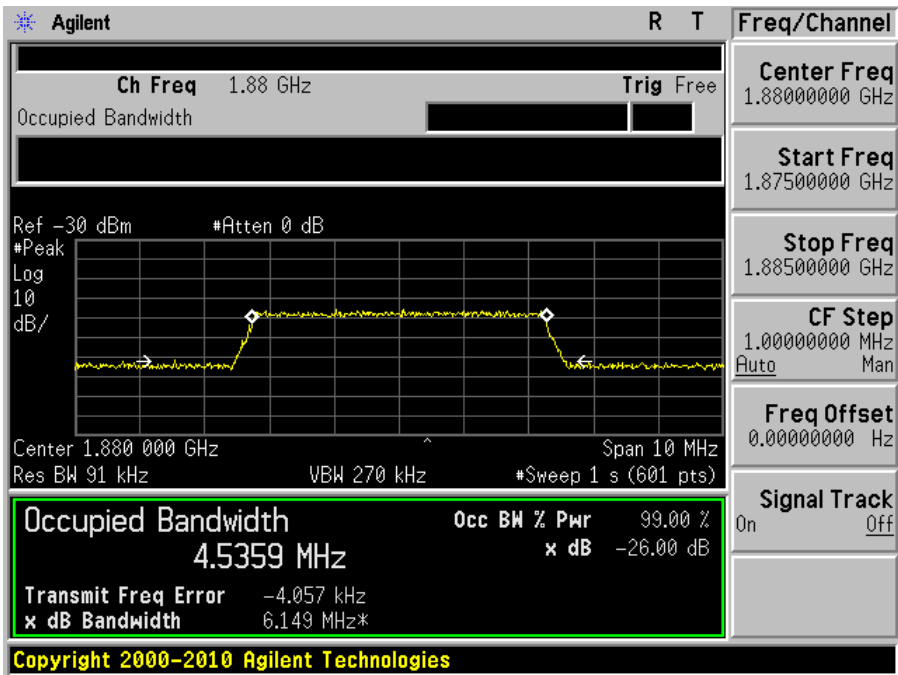 Agilent R T
Freq/Channel
Ch Freq 1.88 GHz Trig Free
Occupied Bandwidth
Center Freq
1.88000000 GHz
Start Freq
1.87500000 GHz
Stop Freq
1.88500000 GHz
CF Step
1.00000000 MHz
Auto Man
Freq Offset
0.00000000 Hz
Signal Track
On Off
Ref -30 dBm #Atten 0 dB
#Peak
Log
10
dB/
Center 1.880 000 GHz ^ Span 10 MHz
Res BW 91 kHz VBW 270 kHz #Sweep 1 s (601 pts)
Occupied Bandwidth Occ BW % Pwr 99.00 %
4.5359 MHz x dB -26.00 dB
Transmit Freq Error -4.057 kHz
x dB Bandwidth 6.149 MHz*
Copyright 2000-2010 Agilent Technologies